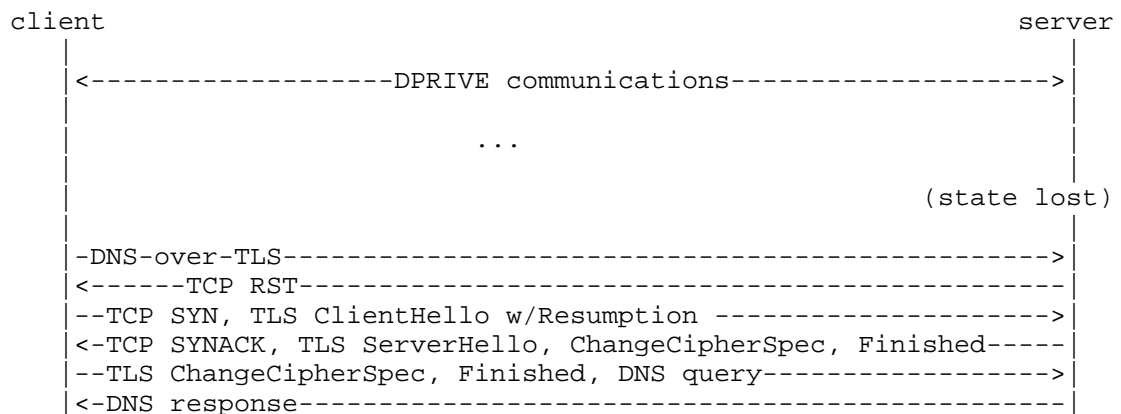 client                                                         server
   |                                                              |
   |<--------------------DPRIVE communications-------------------->|
   |                                                              |
   |                          ...                                 |
   |                                                              |
   |                                                     (state lost)
   |                                                              |
   |-DNS-over-TLS------------------------------------------------>|
   |<------TCP RST------------------------------------------------|
   |--TCP SYN, TLS ClientHello w/Resumption --------------------->|
   |<-TCP SYNACK, TLS ServerHello, ChangeCipherSpec, Finished-----|
   |--TLS ChangeCipherSpec, Finished, DNS query------------------>|
   |<-DNS response------------------------------------------------|